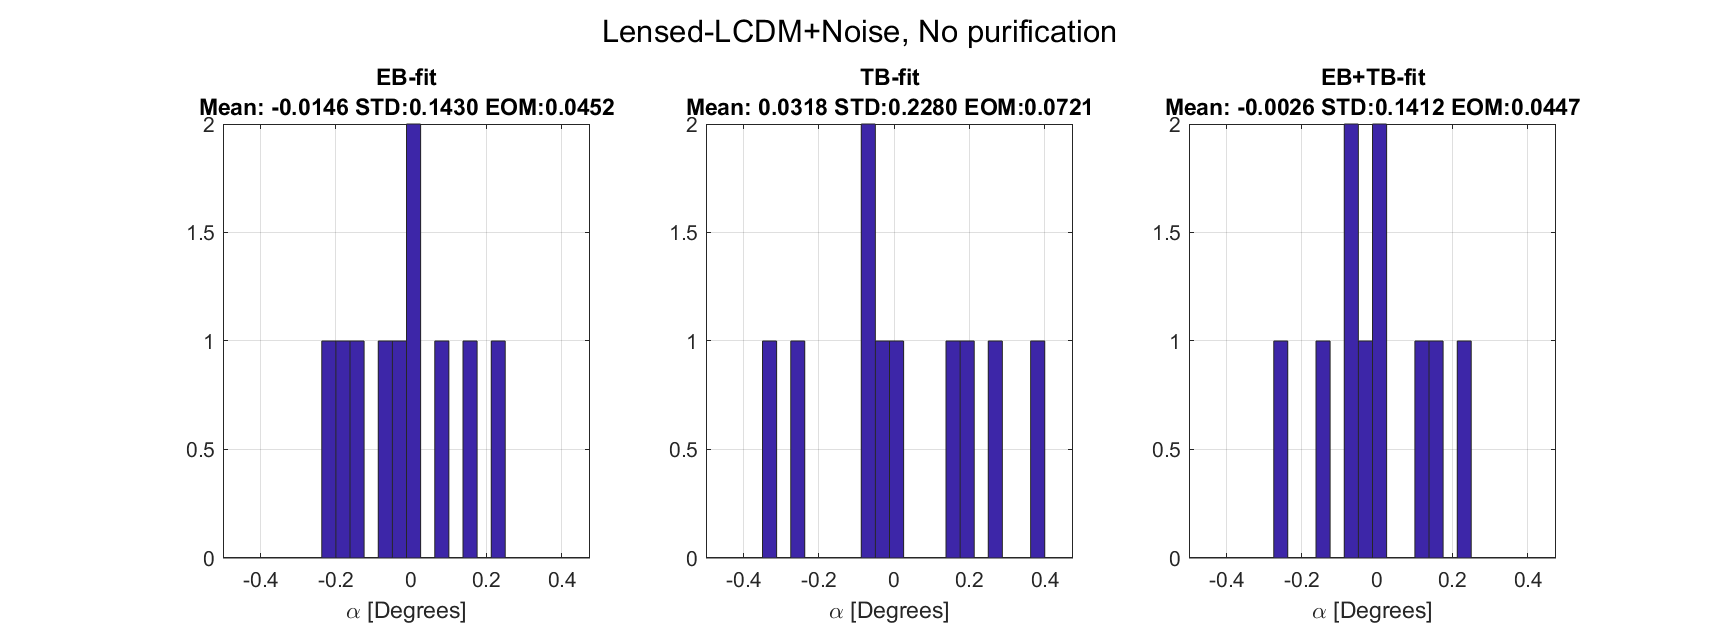 Lensed-LCDM+Noise, No purification
EB-fit
Mean: -0.0146 STD:0.1430 EOM:0.0452
2
1.5
1
0.5
0
-0.4 -0.2 0 0.2 0.4
α [Degrees]
TB-fit
Mean: 0.0318 STD:0.2280 EOM:0.0721
2
1.5
1
0.5
0
-0.4 -0.2 0 0.2 0.4
α [Degrees]
EB+TB-fit
Mean: -0.0026 STD:0.1412 EOM:0.0447
2
1.5
1
0.5
0
-0.4 -0.2 0 0.2 0.4
α [Degrees]